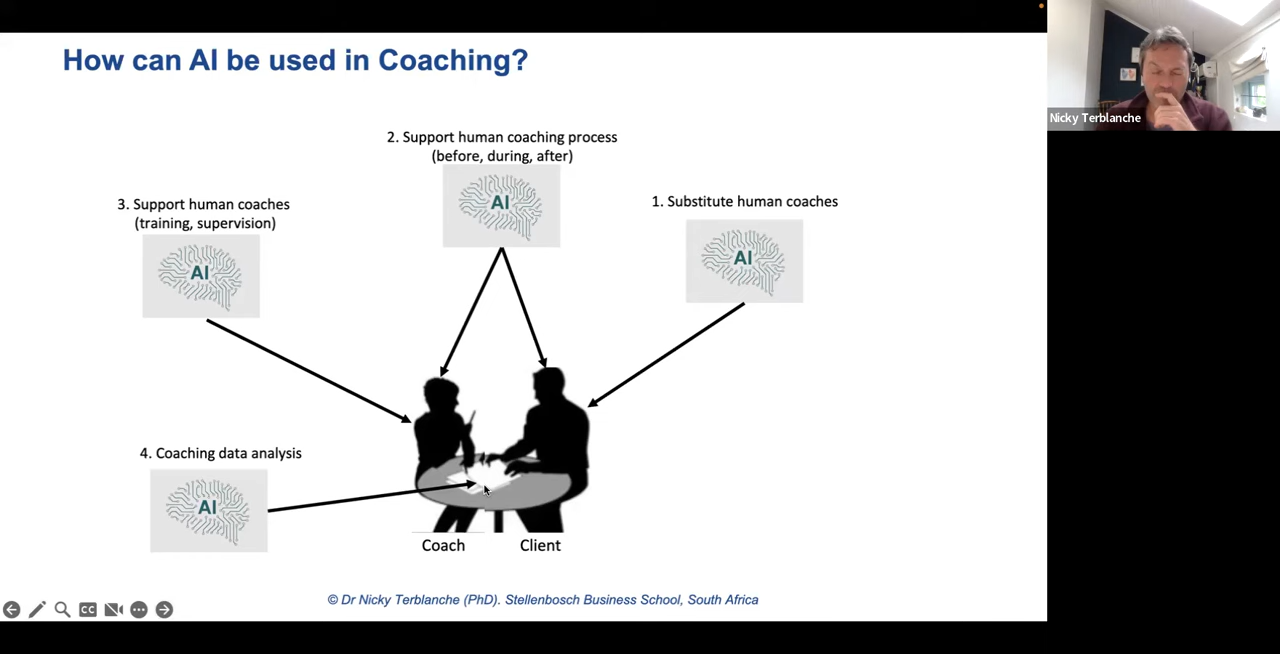 How can AI be used in Coaching?
Nicky Terblanche
2. Support human coaching process
(before, during, after)
AI
3. Support human coaches
(training, supervision)
AI
1. Substitute human coaches
AI
4. Coaching data analysis
AI
Coach
Client
CC
© Dr Nicky Terblanche (PhD). Stellenbosch Business School, South Africa